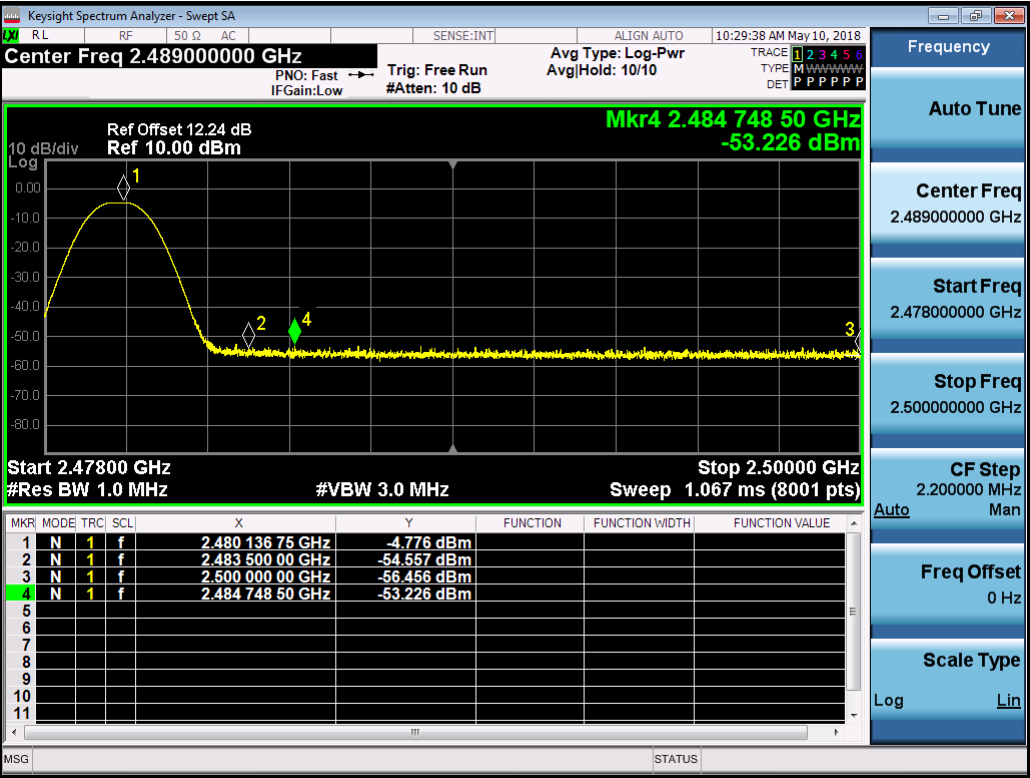 Keysight Spectrum Analyzer - Swept SA
LXI RL RF 50 Ω AC SENSE:INT ALIGN AUTO 10:29:38 AM May 10, 2018
Center Freq 2.489000000 GHz
PNO: Fast
IFGain:Low
Trig: Free Run
#Atten: 10 dB
Avg Type: Log-Pwr
Avg|Hold: 10/10
TRACE 1 2 3 4 5 6
TYPE M W W W W W
DET P P P P P P
Ref Offset 12.24 dB
10 dB/div Ref 10.00 dBm
Log
Mkr4 2.484 748 50 GHz
-53.226 dBm
0.00
-10.0
-20.0
-30.0
-40.0
-50.0
-60.0
-70.0
-80.0
1
2
4
3
Start 2.47800 GHz Stop 2.50000 GHz
#Res BW 1.0 MHz #VBW 3.0 MHz Sweep 1.067 ms (8001 pts)
MKR MODE TRC SCL X Y FUNCTION FUNCTION WIDTH FUNCTION VALUE
1 N 1 f 2.480 136 75 GHz -4.776 dBm
2 N 1 f 2.483 500 00 GHz -54.557 dBm
3 N 1 f 2.500 000 00 GHz -56.456 dBm
4 N 1 f 2.484 748 50 GHz -53.226 dBm
5
6
7
8
9
10
11
MSG STATUS
Frequency
Auto Tune
Center Freq
2.489000000 GHz
Start Freq
2.478000000 GHz
Stop Freq
2.500000000 GHz
CF Step
2.200000 MHz
Auto Man
Freq Offset
0 Hz
Scale Type
Log Lin